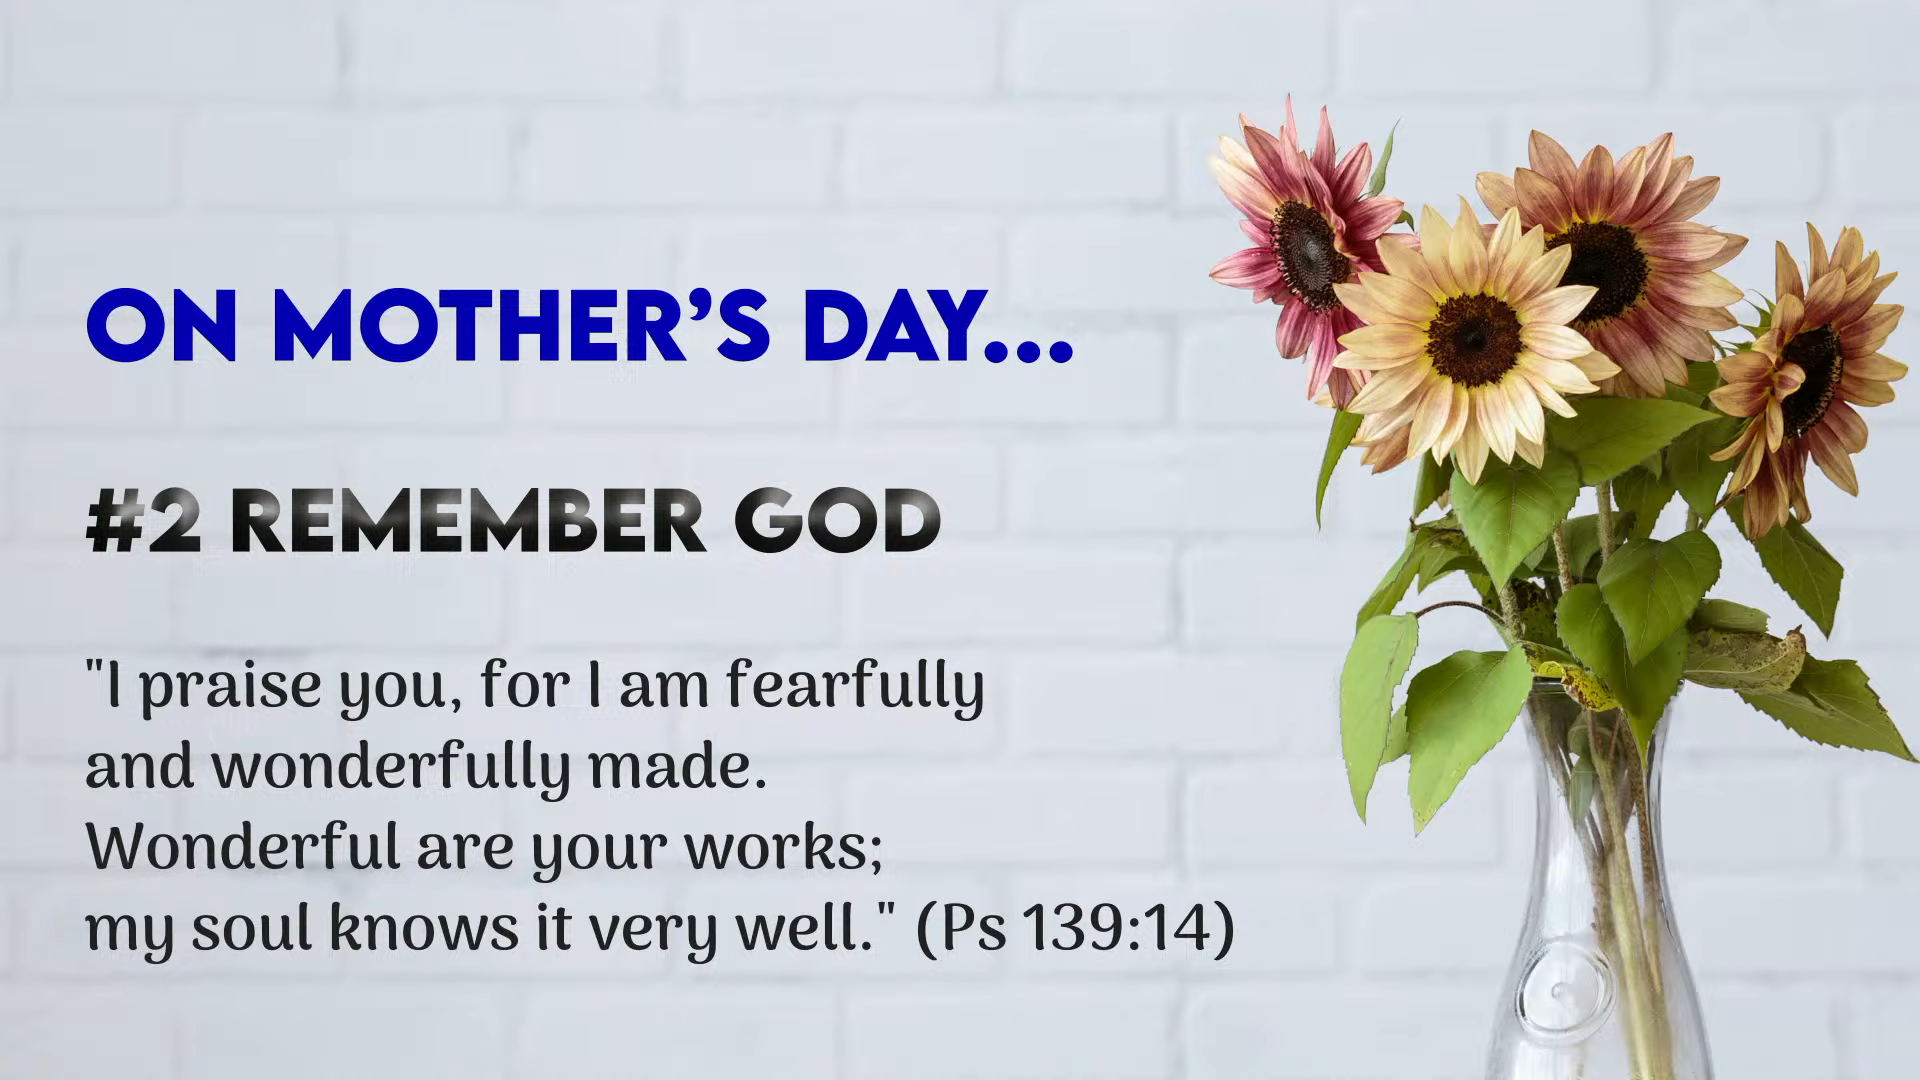 ON MOTHER’S DAY...
#2 REMEMBER GOD
"I praise you, for I am fearfully
and wonderfully made.
Wonderful are your works;
my soul knows it very well." (Ps 139:14)